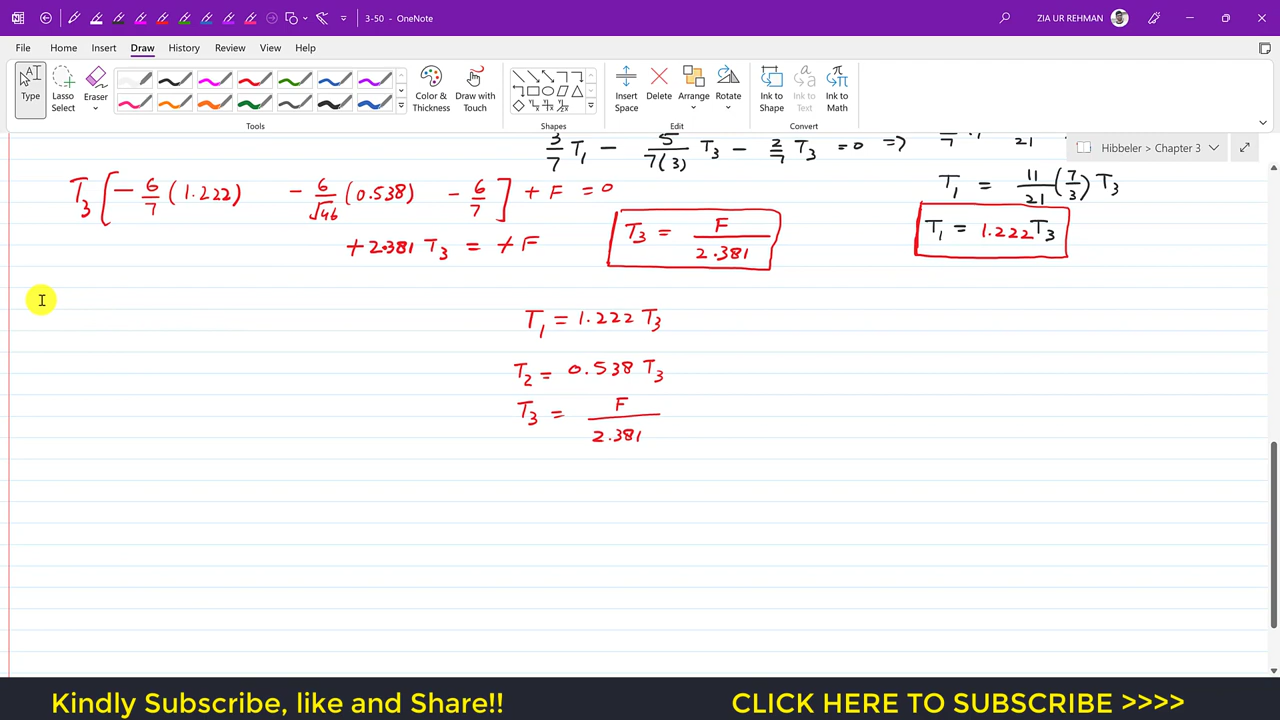 3-50 - OneNote
ZIA UR REHMAN
File Home Insert Draw History Review View Help
Type
Lasso Select
Eraser
Color & Thickness
Draw with Touch
Insert Space
Delete
Arrange
Rotate
Ink to Shape
Ink to Text
Ink to Math
Tools
Shapes
Edit
Convert
Hibbeler > Chapter 3
3/7 T1 - 5/7(3) T3 - 2/7 T3 = 0 =>
T1 = 11/21 (7/3) T3
T1 = 1.222 T3
T3 [ - 6/7 (1.222) - 6/√46 (0.538) - 6/7 ] + F = 0
+2.381 T3 = +F
T3 = F/2.381
T1 = 1.222 T3
T2 = 0.538 T3
T3 = F/2.381
Kindly Subscribe, like and Share!!
CLICK HERE TO SUBSCRIBE >>>>